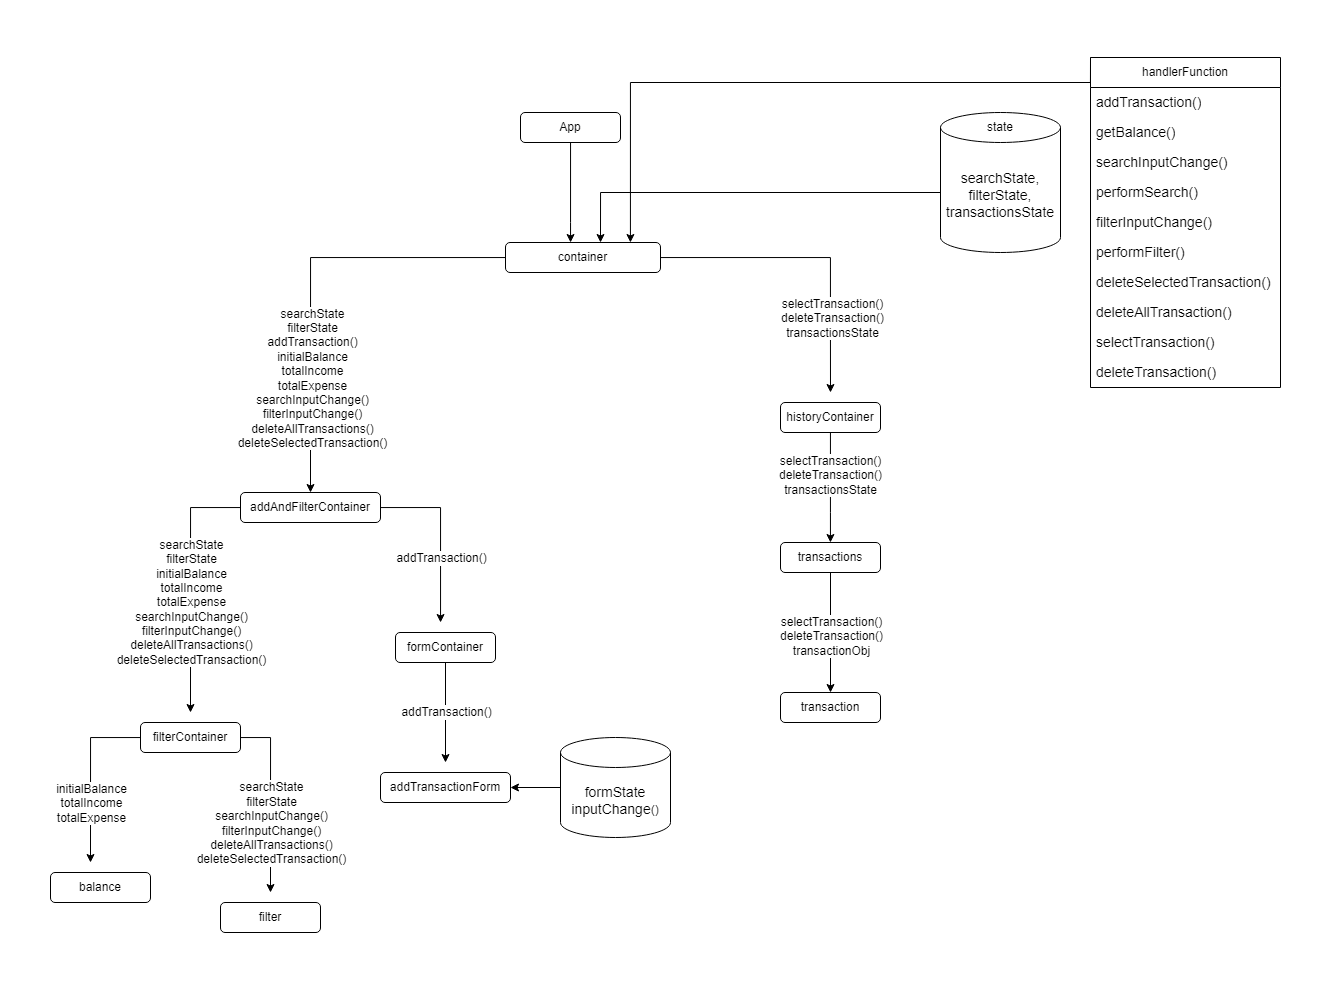 handlerFunction
addTransaction()
getBalance()
searchInputChange()
performSearch()
filterInputChange()
performFilter()
deleteSelectedTransaction()
deleteAllTransaction()
selectTransaction()
deleteTransaction()
App
state
searchState,
filterState,
transactionsState
container
searchState
filterState
addTransaction()
initialBalance
totalIncome
totalExpense
searchInputChange()
filterInputChange()
deleteAllTransactions()
deleteSelectedTransaction()
selectTransaction()
deleteTransaction()
transactionsState
historyContainer
selectTransaction()
deleteTransaction()
transactionsState
addAndFilterContainer
searchState
filterState
initialBalance
totalIncome
totalExpense
searchInputChange()
filterInputChange()
deleteAllTransactions()
deleteSelectedTransaction()
addTransaction()
transactions
selectTransaction()
deleteTransaction()
transactionObj
formContainer
addTransaction()
transaction
filterContainer
initialBalance
totalIncome
totalExpense
searchState
filterState
searchInputChange()
filterInputChange()
deleteAllTransactions()
deleteSelectedTransaction()
addTransactionForm
formState
inputChange()
balance
filter